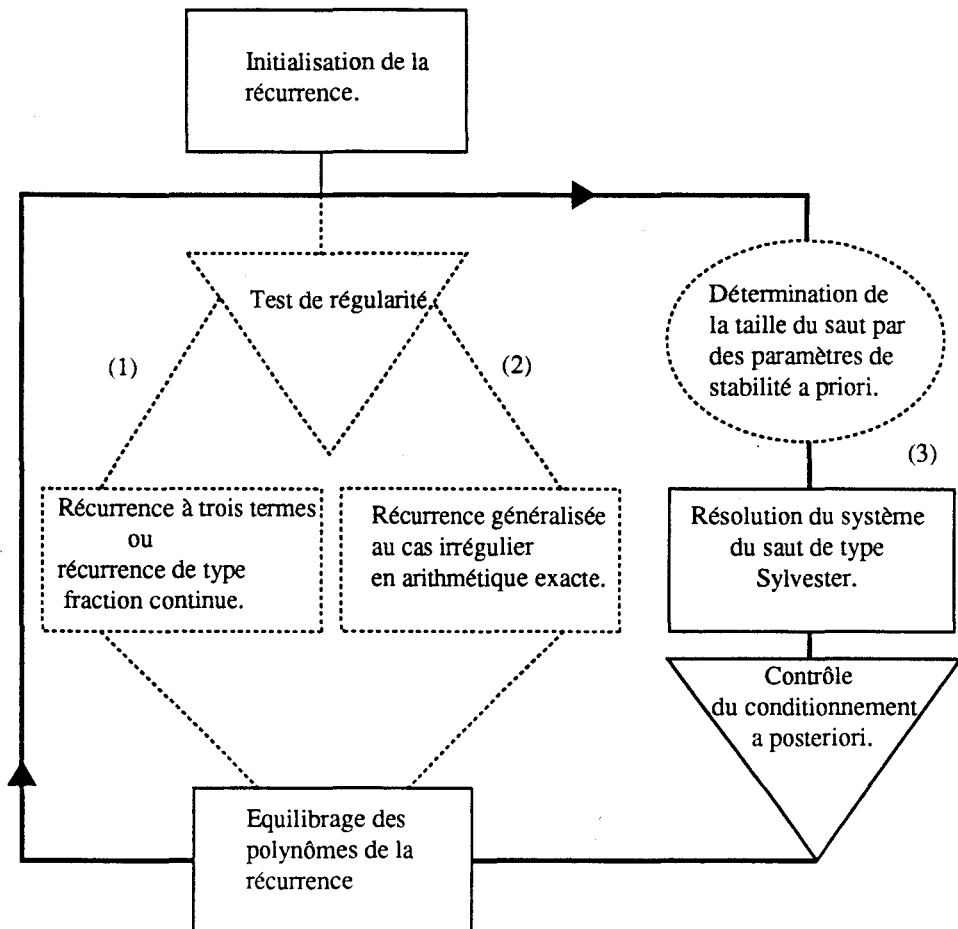 Initialisation de la
récurrence.
Test de régularité.
(1)
(2)
Détermination de
la taille du saut par
des paramètres de
stabilité a priori.
(3)
Récurrence à trois termes
ou
récurrence de type
fraction continue.
Récurrence généralisée
au cas irrégulier
en arithmétique exacte.
Résolution du système
du saut de type
Sylvester.
Contrôle
du conditionnement
a posteriori.
Equilibrage des
polynômes de la
récurrence